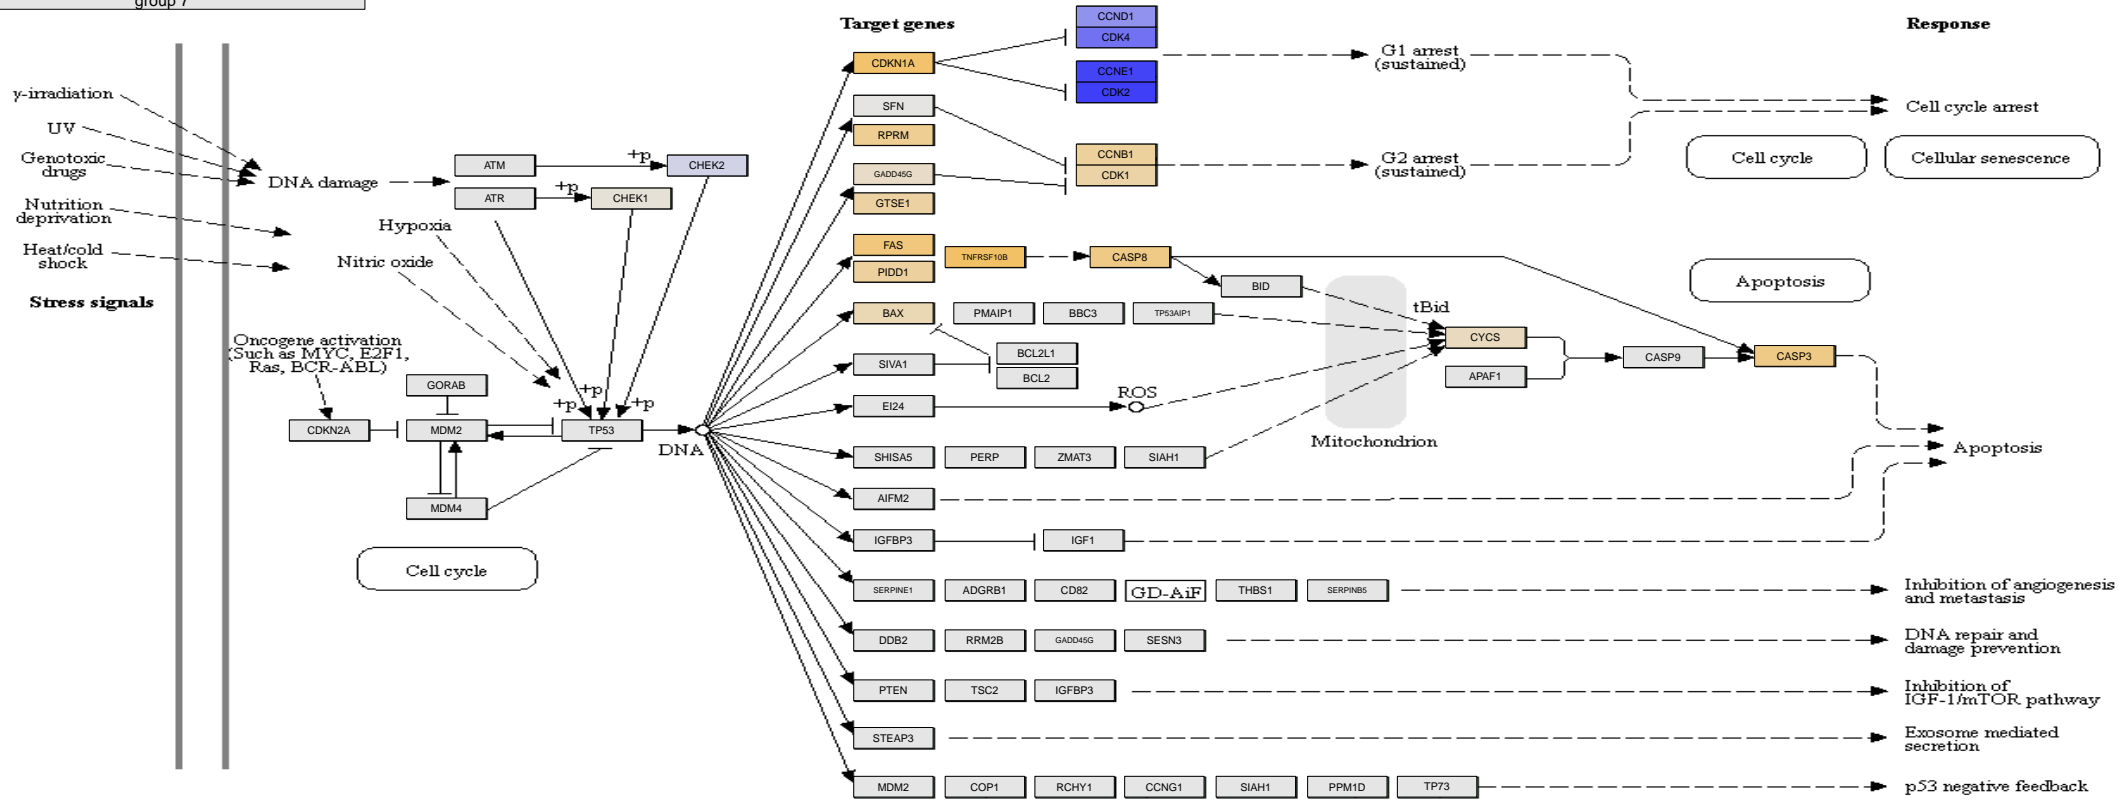 group 7
Target genes
Response
CCND1
CDK4
CDKN1A
CCNE1
CDK2
G1 arrest
(sustained)
γ-irradiation
UV
Genotoxic
drugs
Nutrition
deprivation
Heat/cold
shock
Stress signals
DNA damage
ATM
+p
CHEK2
ATR
+p
CHEK1
Hypoxia
Nitric oxide
SFN
RPRM
GADD45G
GTSE1
CCNB1
CDK1
G2 arrest
(sustained)
Cell cycle arrest
Cell cycle
Cellular senescence
FAS
PIDD1
TNFRSF10B
CASP8
BID
tBid
Apoptosis
BAX
PMAIP1
BBC3
TP53AIP1
CYCS
BCL2L1
BCL2
SIVA1
APAF1
CASP9
CASP3
Oncogene activation
(Such as MYC, E2F1,
Ras, BCR-ABL)
GORAB
CDKN2A
MDM2
+p
+p
+p
TP53
DNA
MDM4
Cell cycle
EI24
ROS
Mitochondrion
SHISA5
PERP
ZMAT3
SIAH1
Apoptosis
AIFM2
IGFBP3
IGF1
SERPINE1
ADGRB1
CD82
GD-AiF
THBS1
SERPINB5
Inhibition of angiogenesis
and metastasis
DDB2
RRM2B
GADD45G
SESN3
DNA repair and
damage prevention
PTEN
TSC2
IGFBP3
Inhibition of
IGF-1/mTOR pathway
STEAP3
Exosome mediated
secretion
MDM2
COP1
RCHY1
CCNG1
SIAH1
PPM1D
TP73
p53 negative feedback